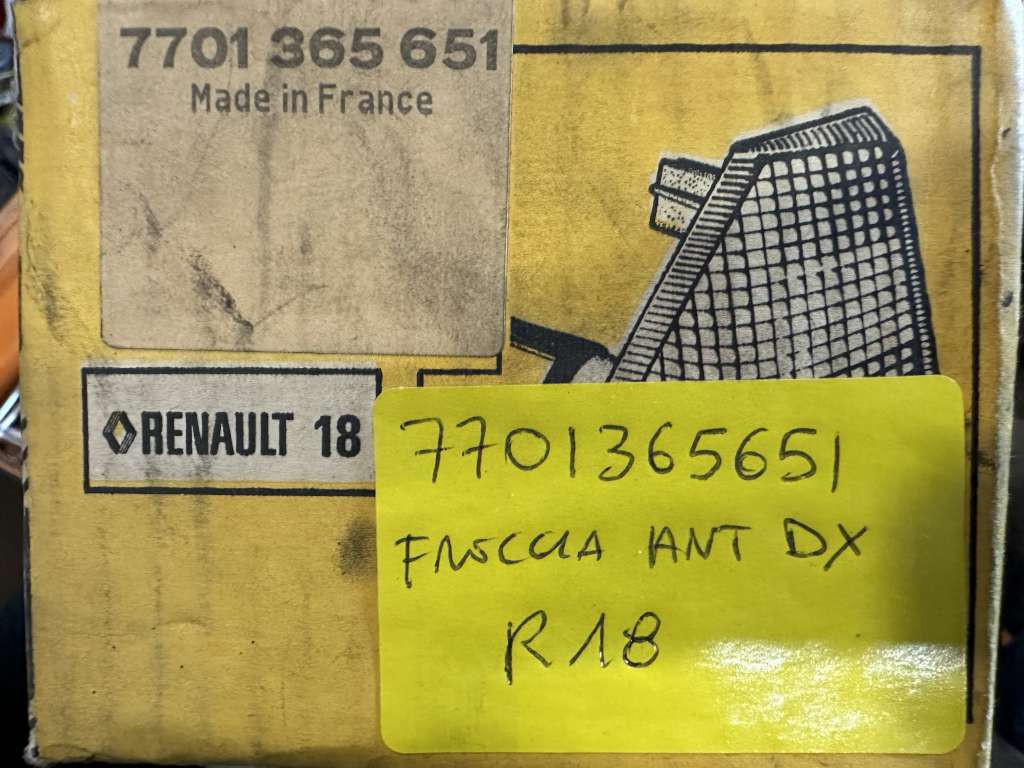 7701 365 651
Made in France
RENAULT 18
7701365651
FRECCIA ANT DX
R18